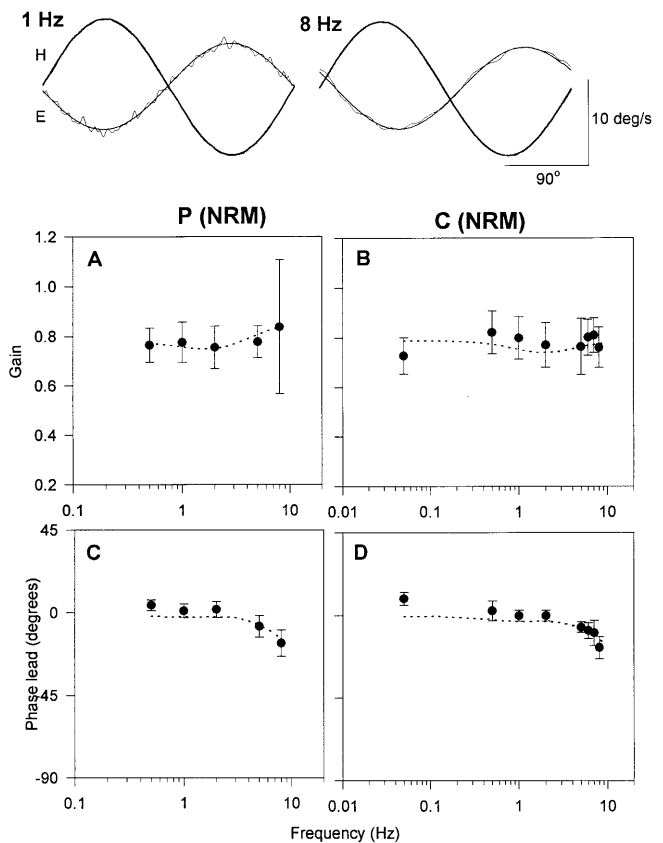 1 Hz
8 Hz
H
E
10 deg/s
90°
P (NRM)
C (NRM)
A
B
1.2
1.0
0.8
0.6
0.4
0.2
Gain
0.1
1
10
0.01
0.1
1
10
C
D
45
0
-45
-90
Phase lead (degrees)
0.1
1
10
0.01
0.1
1
10
Frequency (Hz)